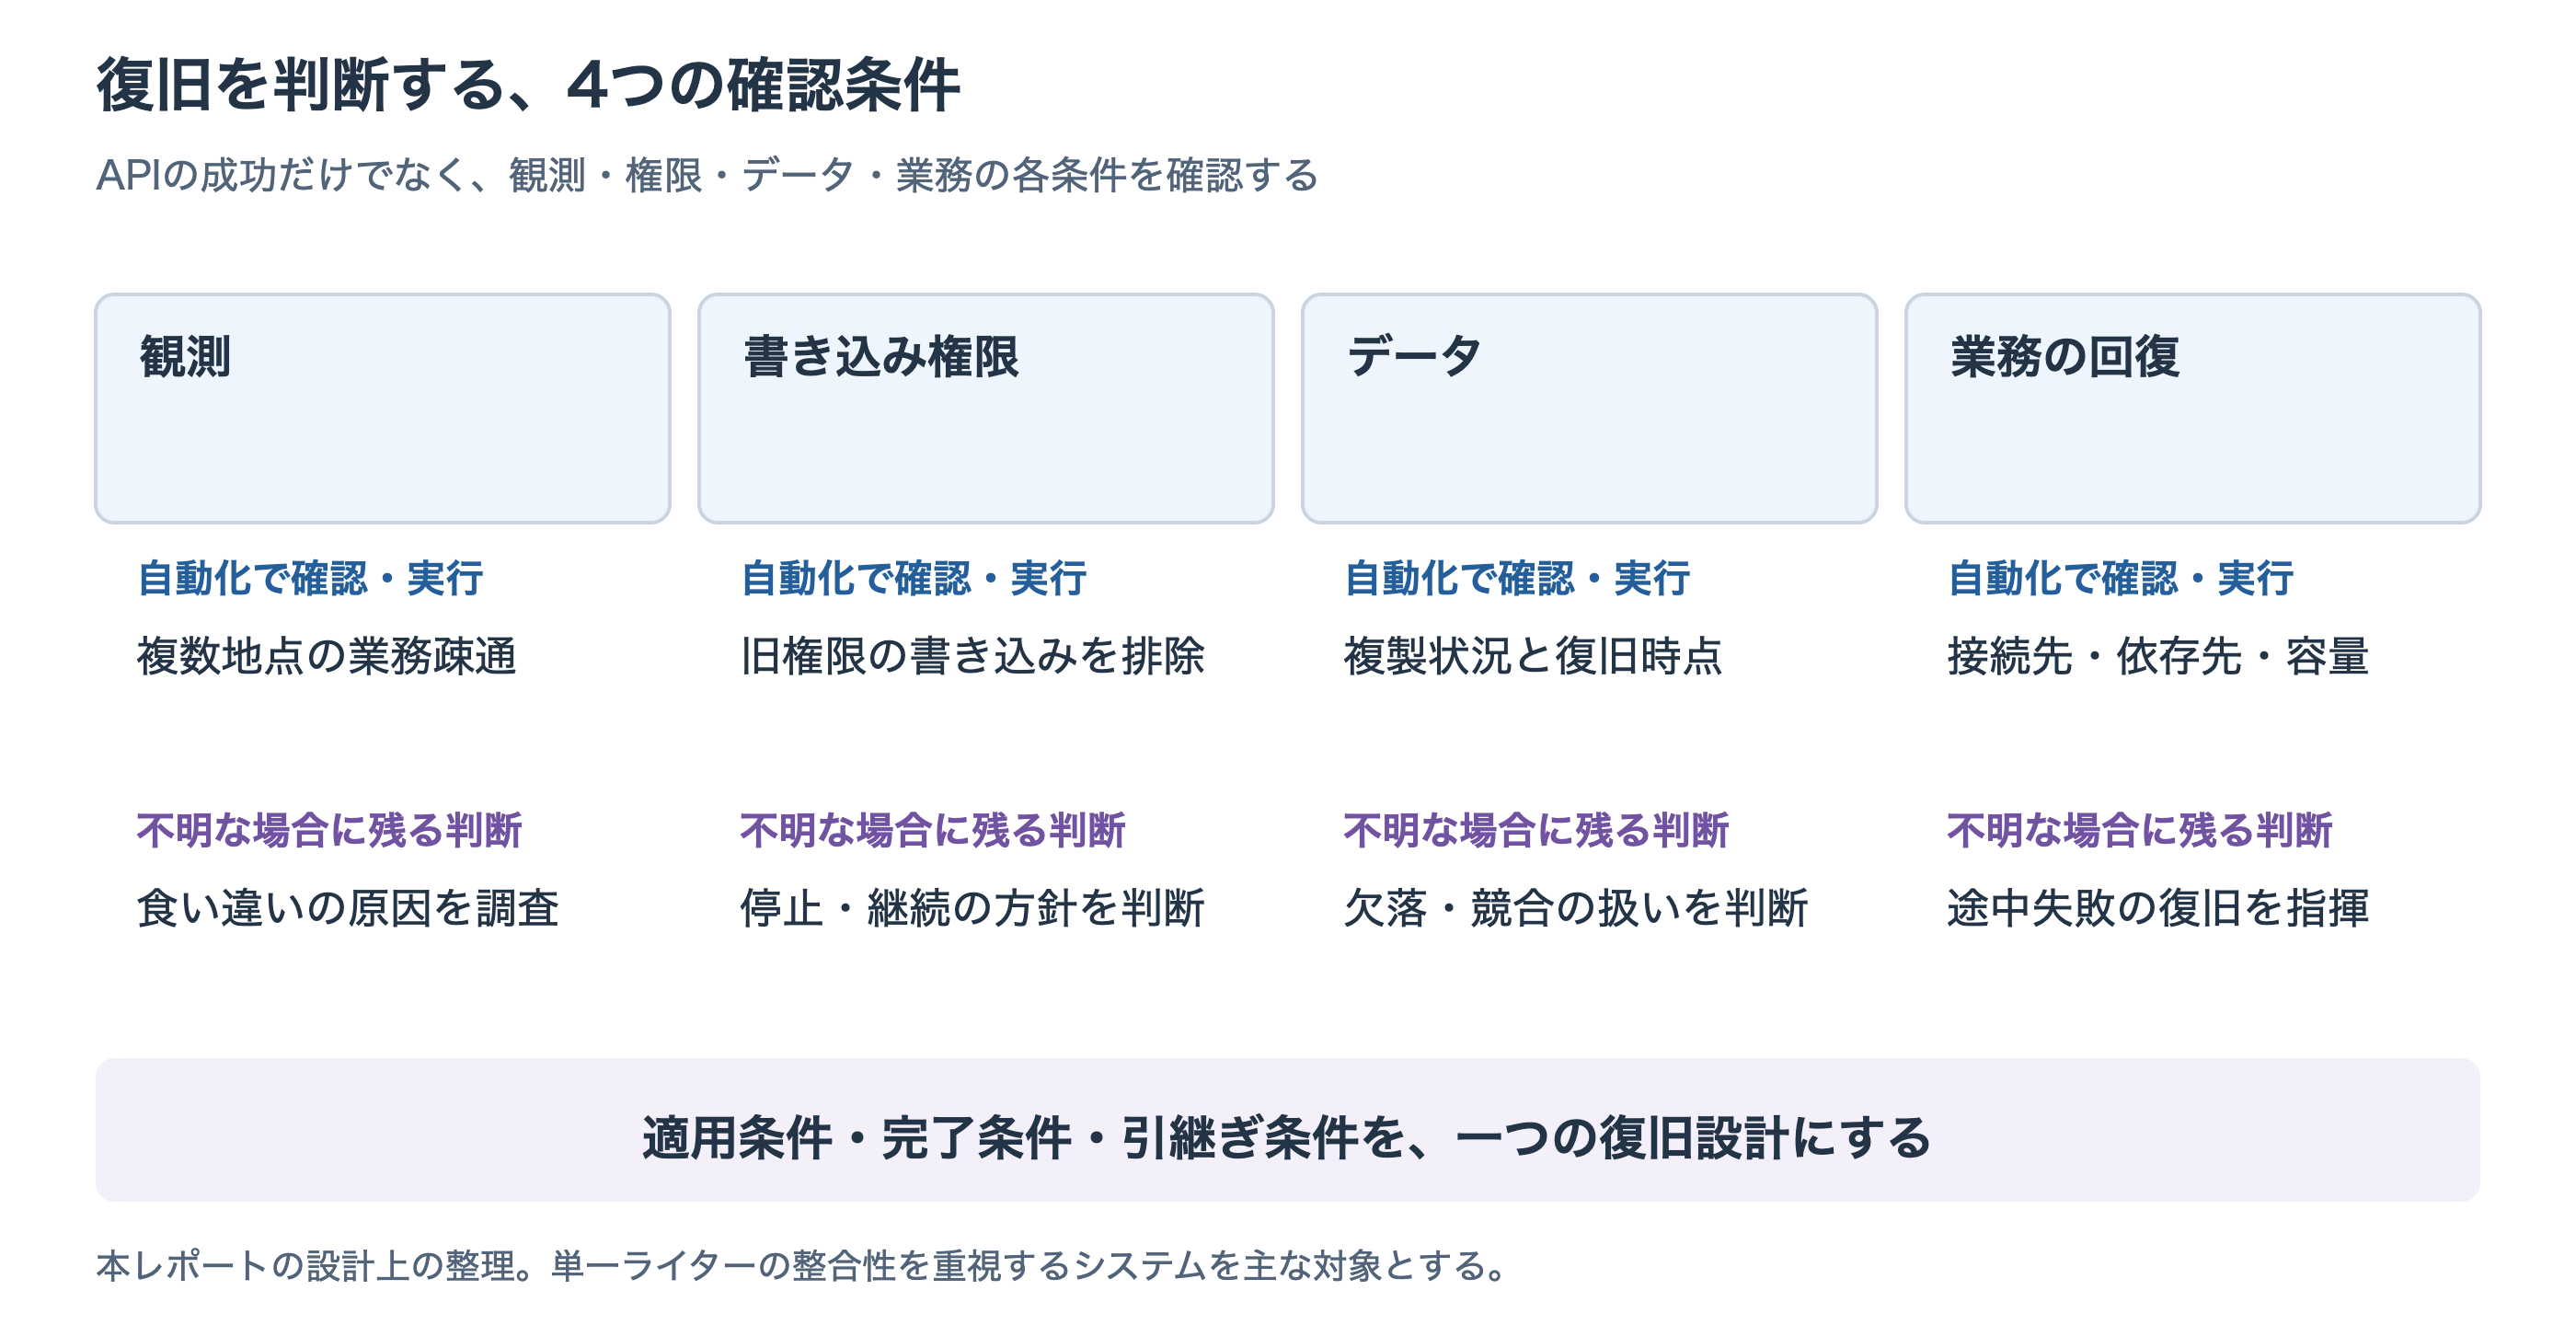 復旧を判断する、4つの確認条件
APIの成功だけでなく、観測・権限・データ・業務の各条件を確認する
観測
書き込み権限
データ
業務の回復
自動化で確認・実行
自動化で確認・実行
自動化で確認・実行
自動化で確認・実行
複数地点の業務疎通
旧権限の書き込みを排除
複製状況と復旧時点
接続先・依存先・容量
不明な場合に残る判断
不明な場合に残る判断
不明な場合に残る判断
不明な場合に残る判断
食い違いの原因を調査
停止・継続の方針を判断
欠落・競合の扱いを判断
途中失敗の復旧を指揮
適用条件・完了条件・引継ぎ条件を、一つの復旧設計にする
本レポートの設計上の整理。単一ライターの整合性を重視するシステムを主な対象とする。